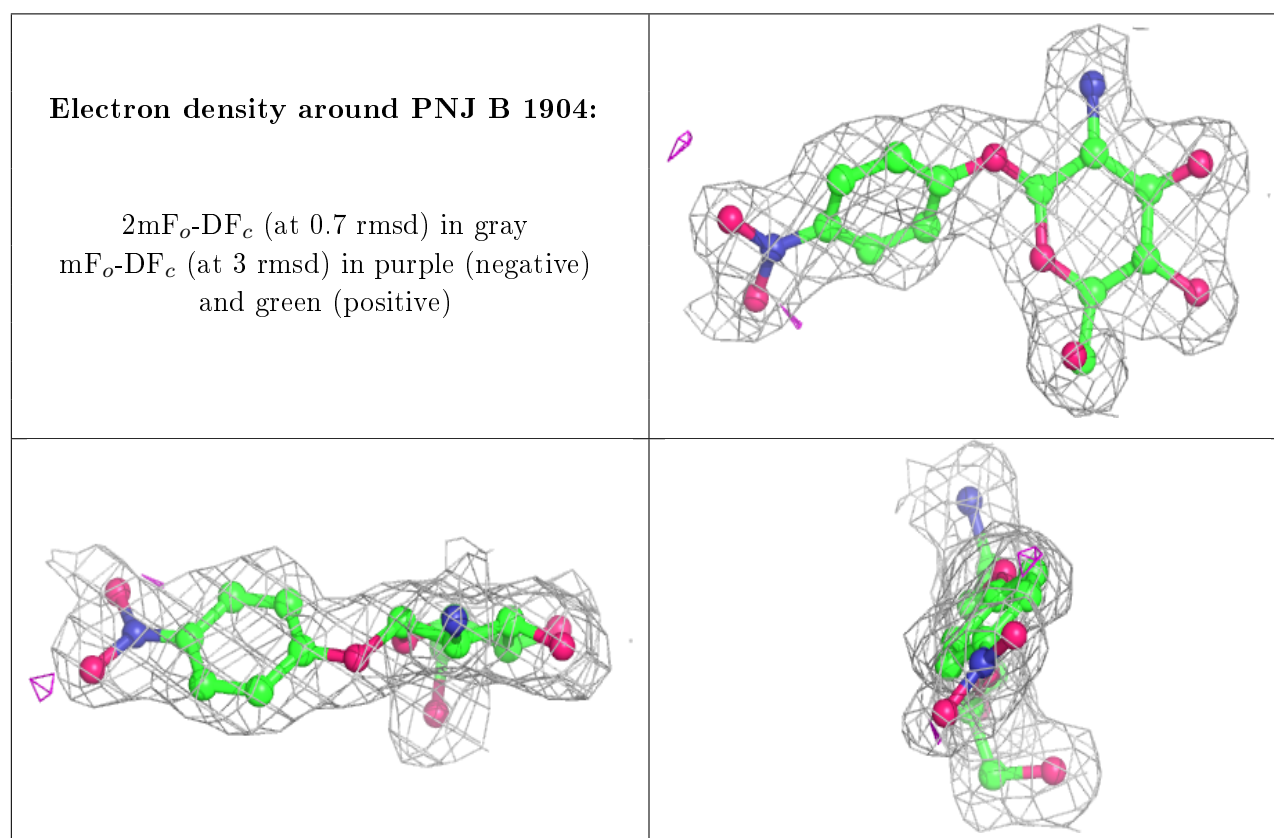 Electron density around PNJ B 1904:
2mFo-DFc (at 0.7 rmsd) in gray
mFo-DFc (at 3 rmsd) in purple (negative)
and green (positive)